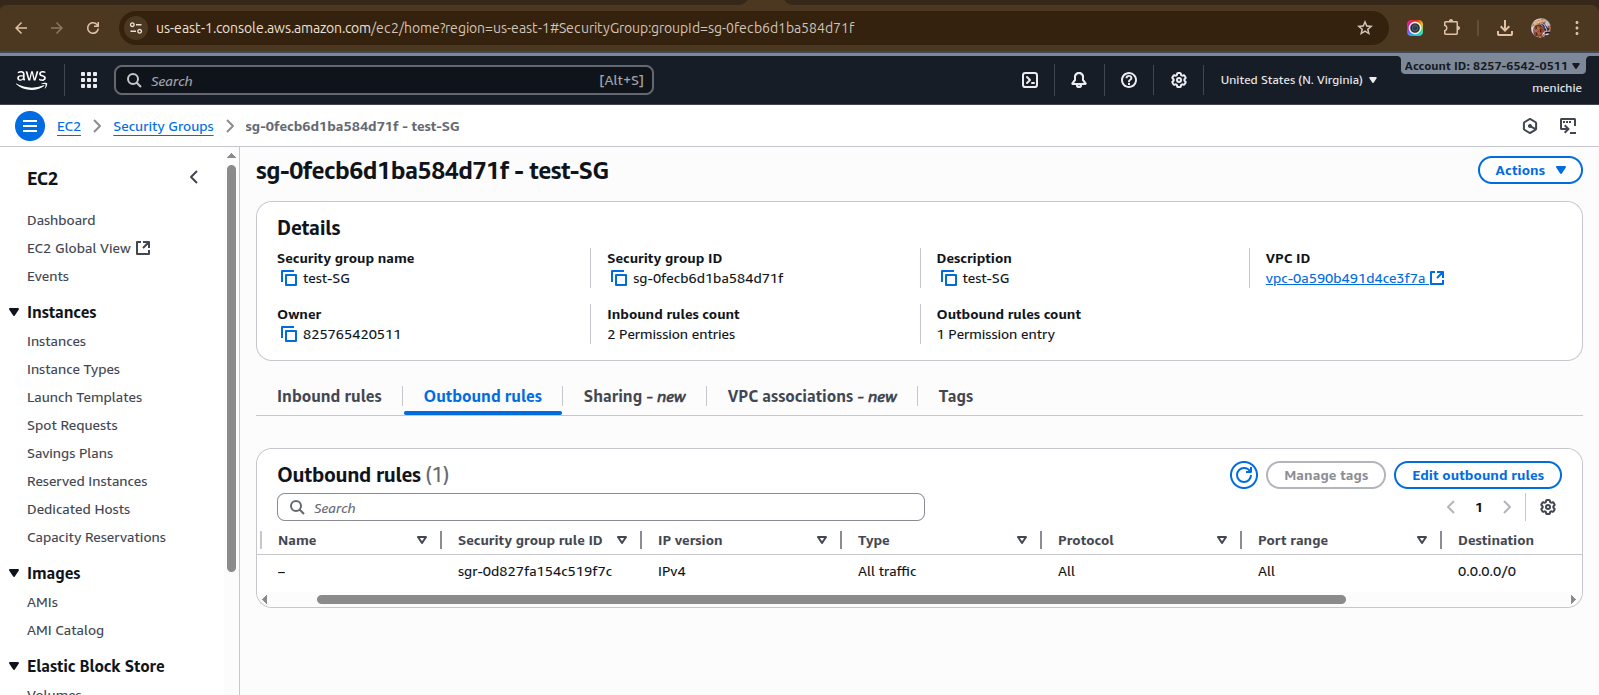 us-east-1.console.aws.amazon.com/ec2/home?region=us-east-1#SecurityGroup:groupId=sg-0fecb6d1ba584d71f
aws
Search
[Alt+S]
United States (N. Virginia)
Account ID: 8257-6542-0511
menichie
EC2
Security Groups
sg-0fecb6d1ba584d71f - test-SG
EC2
Dashboard
EC2 Global View
Events
Instances
Instances
Instance Types
Launch Templates
Spot Requests
Savings Plans
Reserved Instances
Dedicated Hosts
Capacity Reservations
Images
AMIs
AMI Catalog
Elastic Block Store
Volumes
sg-0fecb6d1ba584d71f - test-SG
Actions
Details
Security group name
test-SG
Security group ID
sg-0fecb6d1ba584d71f
Description
test-SG
VPC ID
vpc-0a590b491d4ce3f7a
Owner
825765420511
Inbound rules count
2 Permission entries
Outbound rules count
1 Permission entry
Inbound rules
Outbound rules
Sharing - new
VPC associations - new
Tags
Outbound rules (1)
Manage tags
Edit outbound rules
Search
1
Name Security group rule ID IP version Type Protocol Port range Destination
– sgr-0d827fa154c519f7c IPv4 All traffic All All 0.0.0.0/0